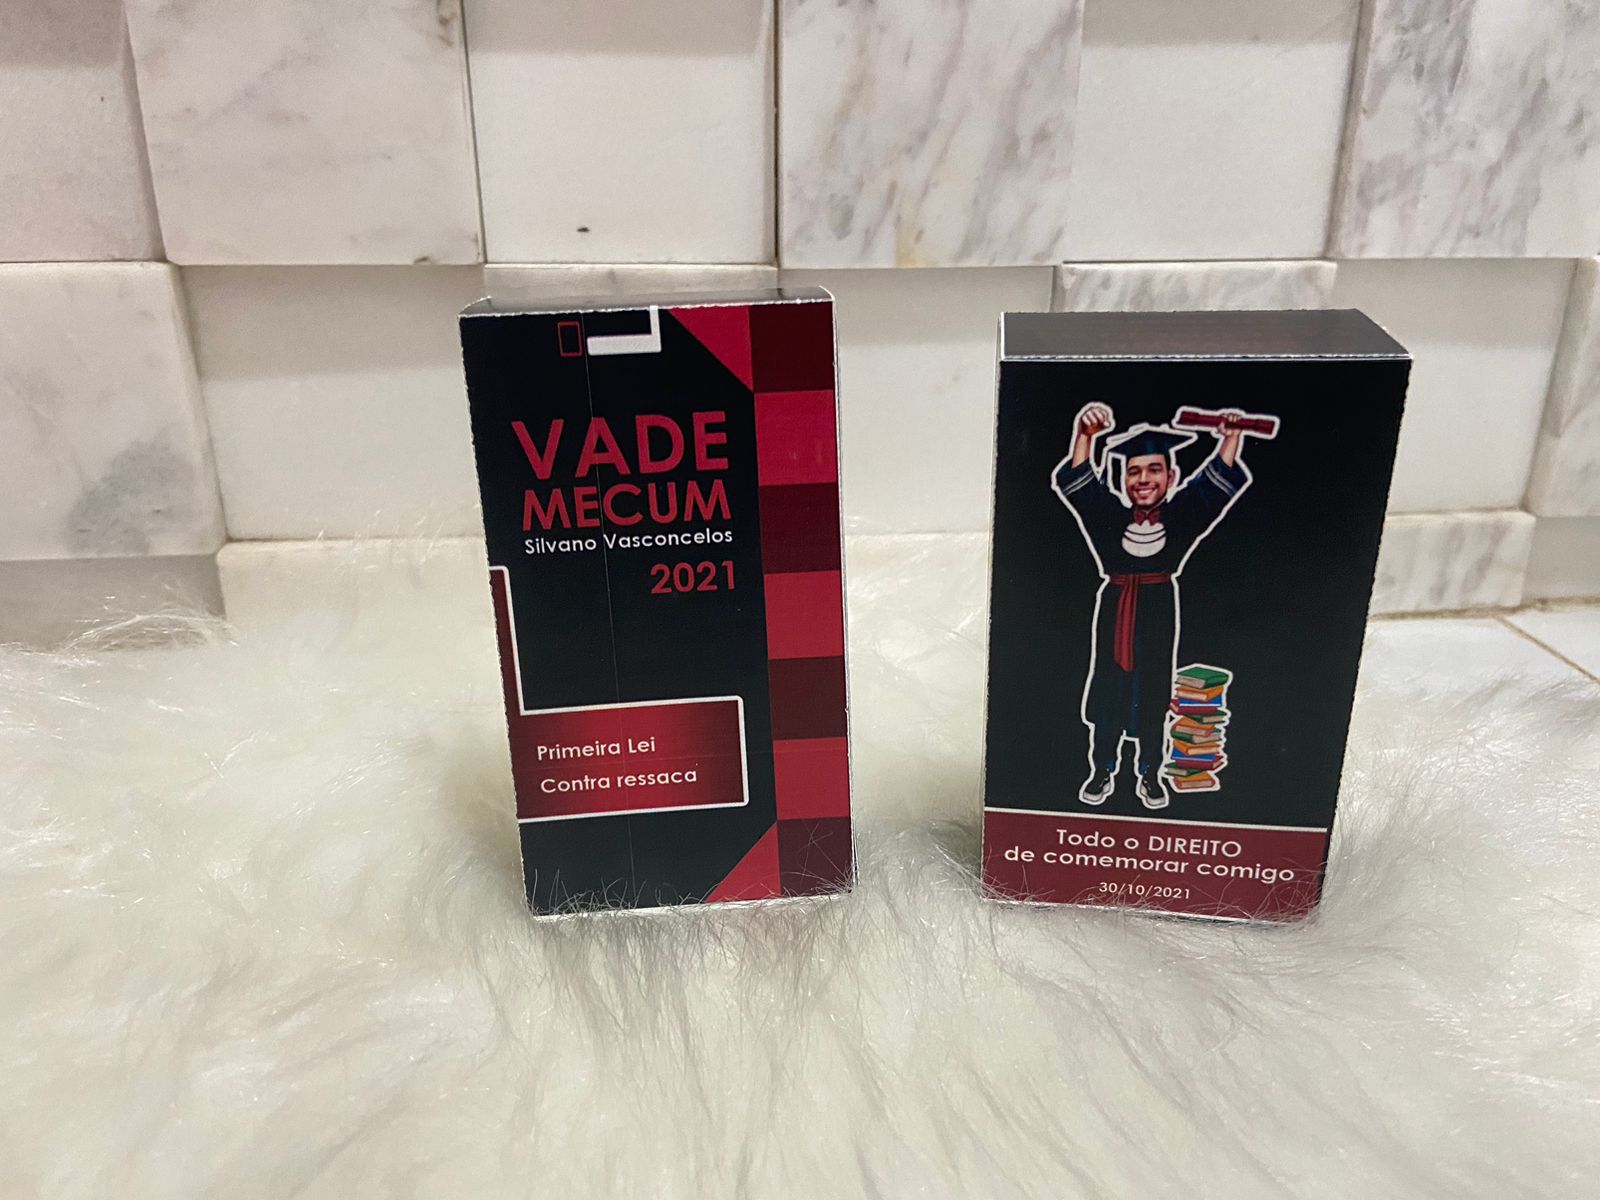 VADE
MECUM
Silvano Vasconcelos
2021
Primeira Lei
Contra ressaca
Todo o DIREITO
de comemorar comigo
30/10/2021